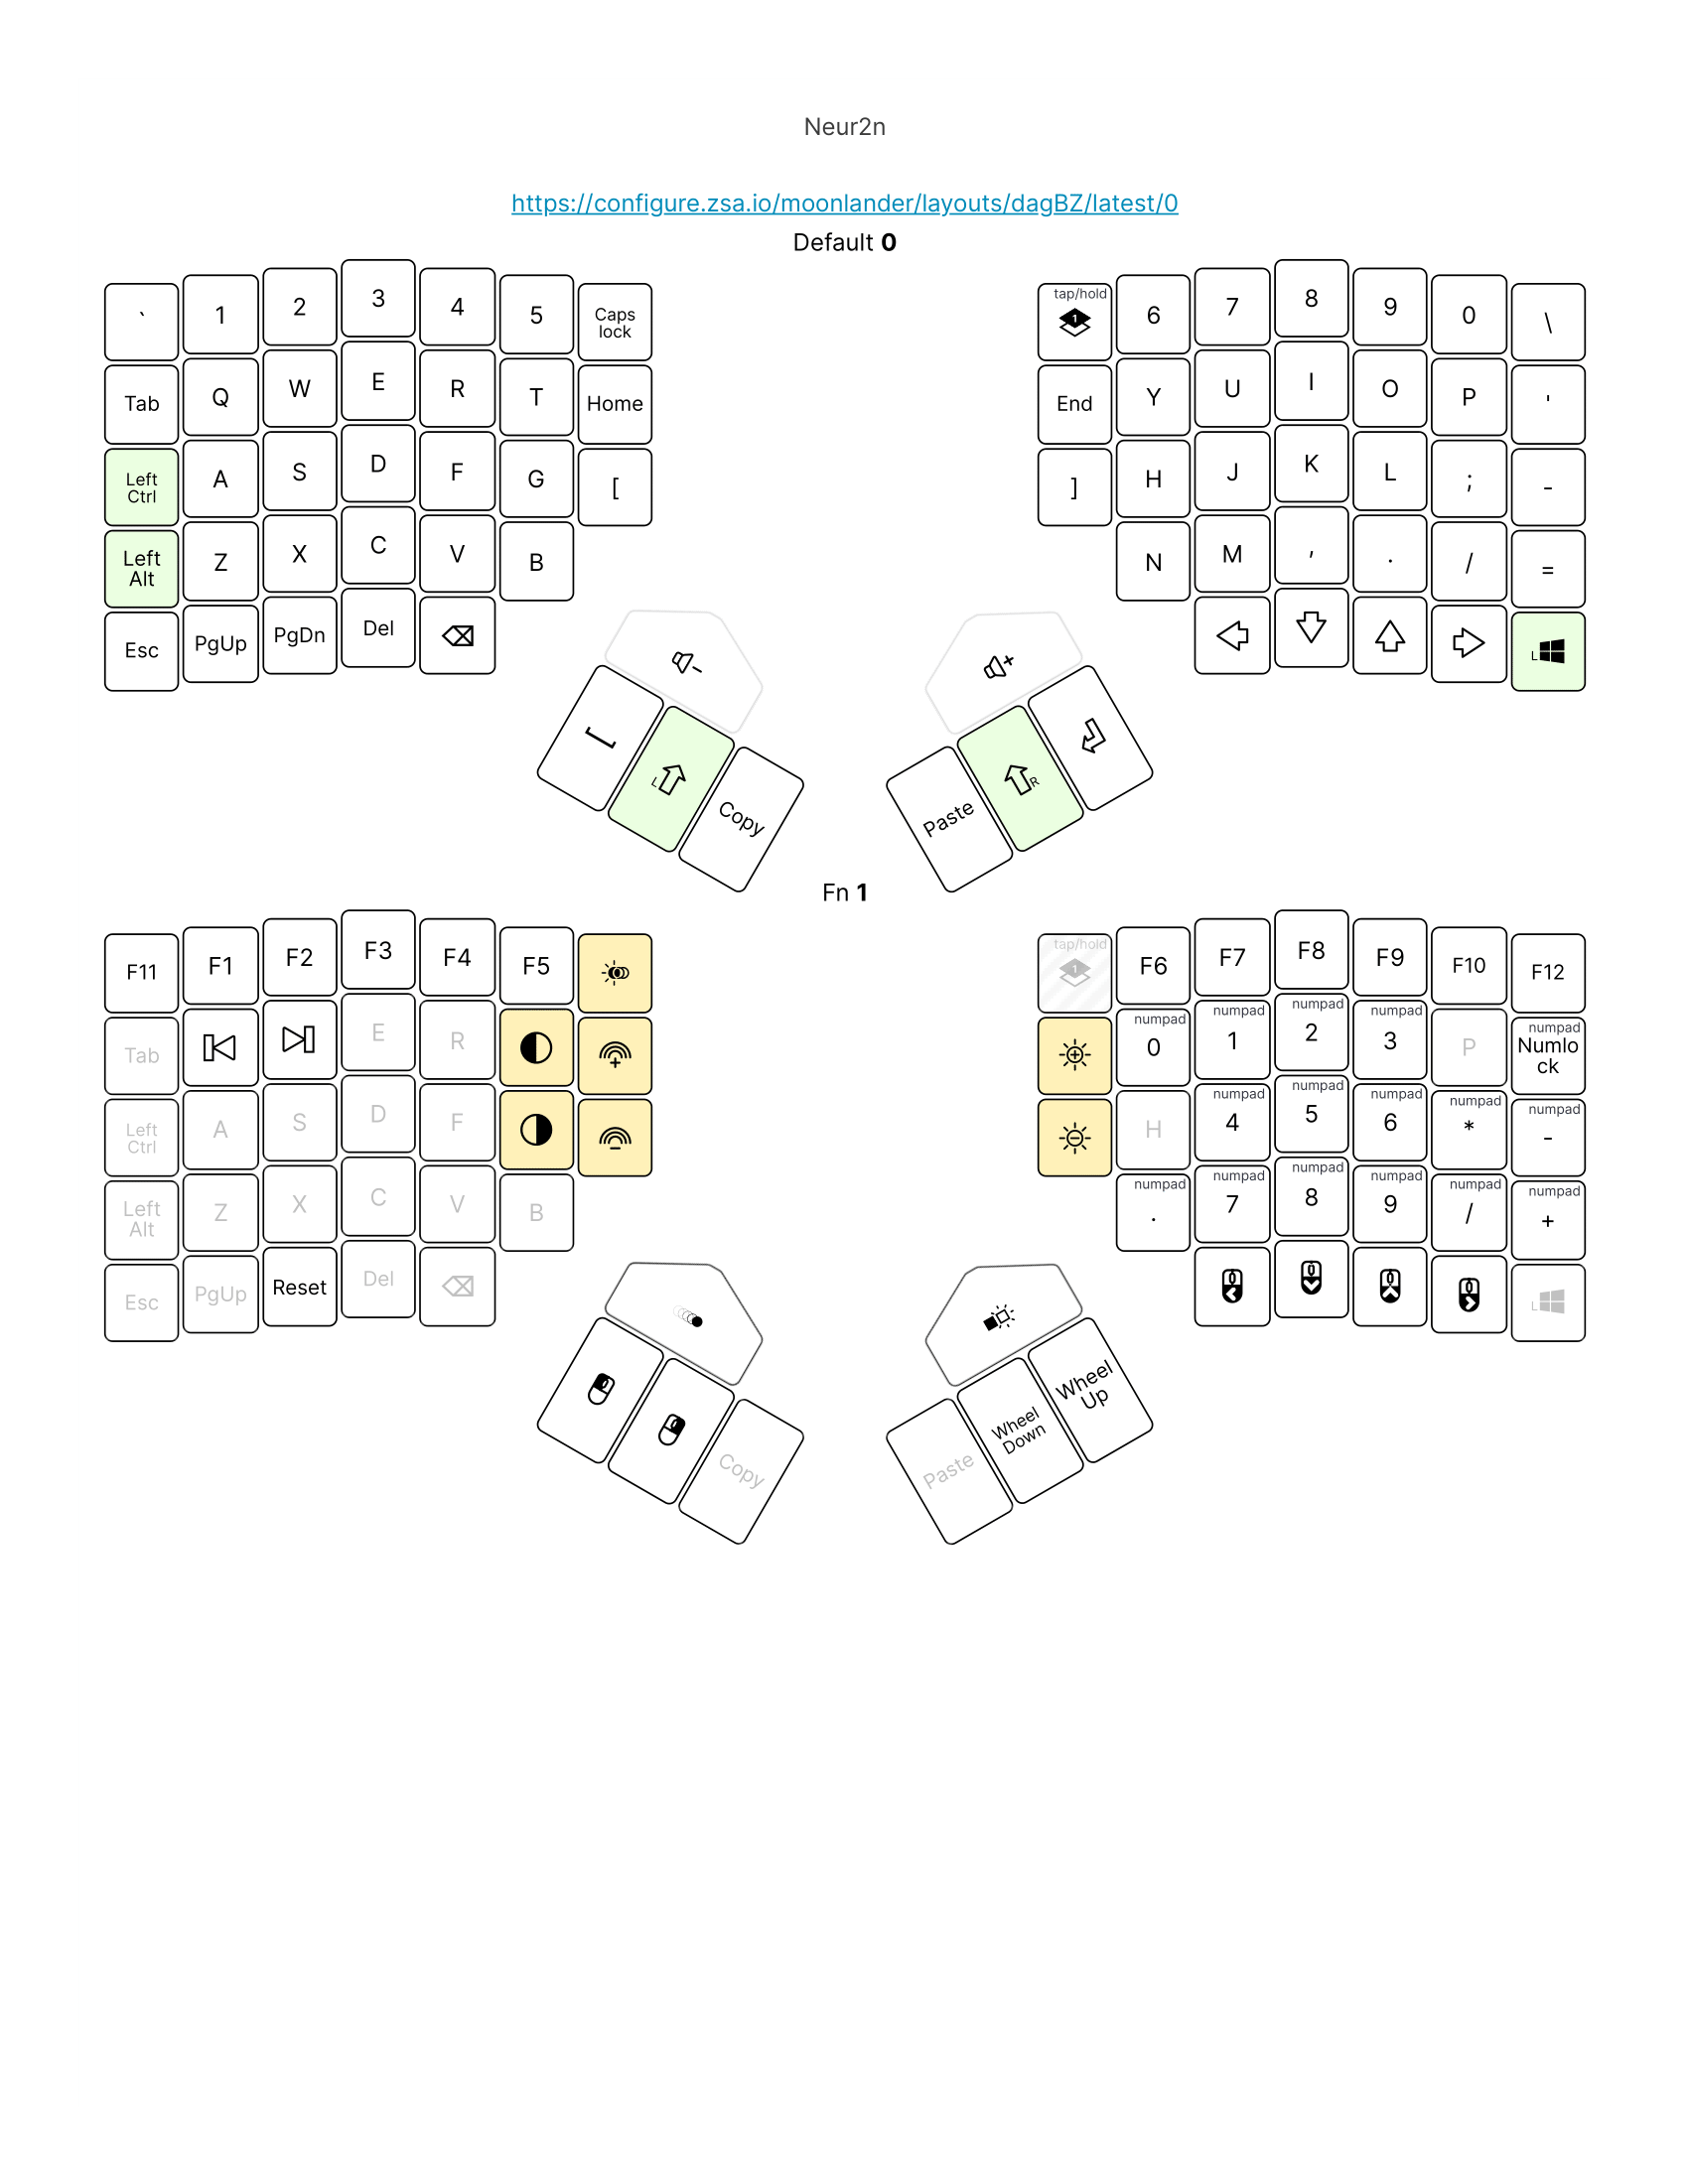 Neur2n
https://configure.zsa.io/moonlander/layouts/dagBZ/latest/0
Default 0
` 1 2 3 4 5 Caps lock
tap/hold 1 6 7 8 9 0 \
Tab Q W E R T Home
End Y U I O P '
Left Ctrl A S D F G [
] H J K L ; -
Left Alt Z X C V B
N M , . / =
Esc PgUp PgDn Del
L
L Copy
Paste R
Fn 1
F11 F1 F2 F3 F4 F5
tap/hold 1 F6 F7 F8 F9 F10 F12
Tab E R
numpad 0 numpad 1 numpad 2 numpad 3 P numpad Numlo ck
Left Ctrl A S D F
H numpad 4 numpad 5 numpad 6 numpad * numpad -
Left Alt Z X C V B
numpad . numpad 7 numpad 8 numpad 9 numpad / numpad +
Esc PgUp Reset Del
L
Copy
Paste Wheel Down Wheel Up